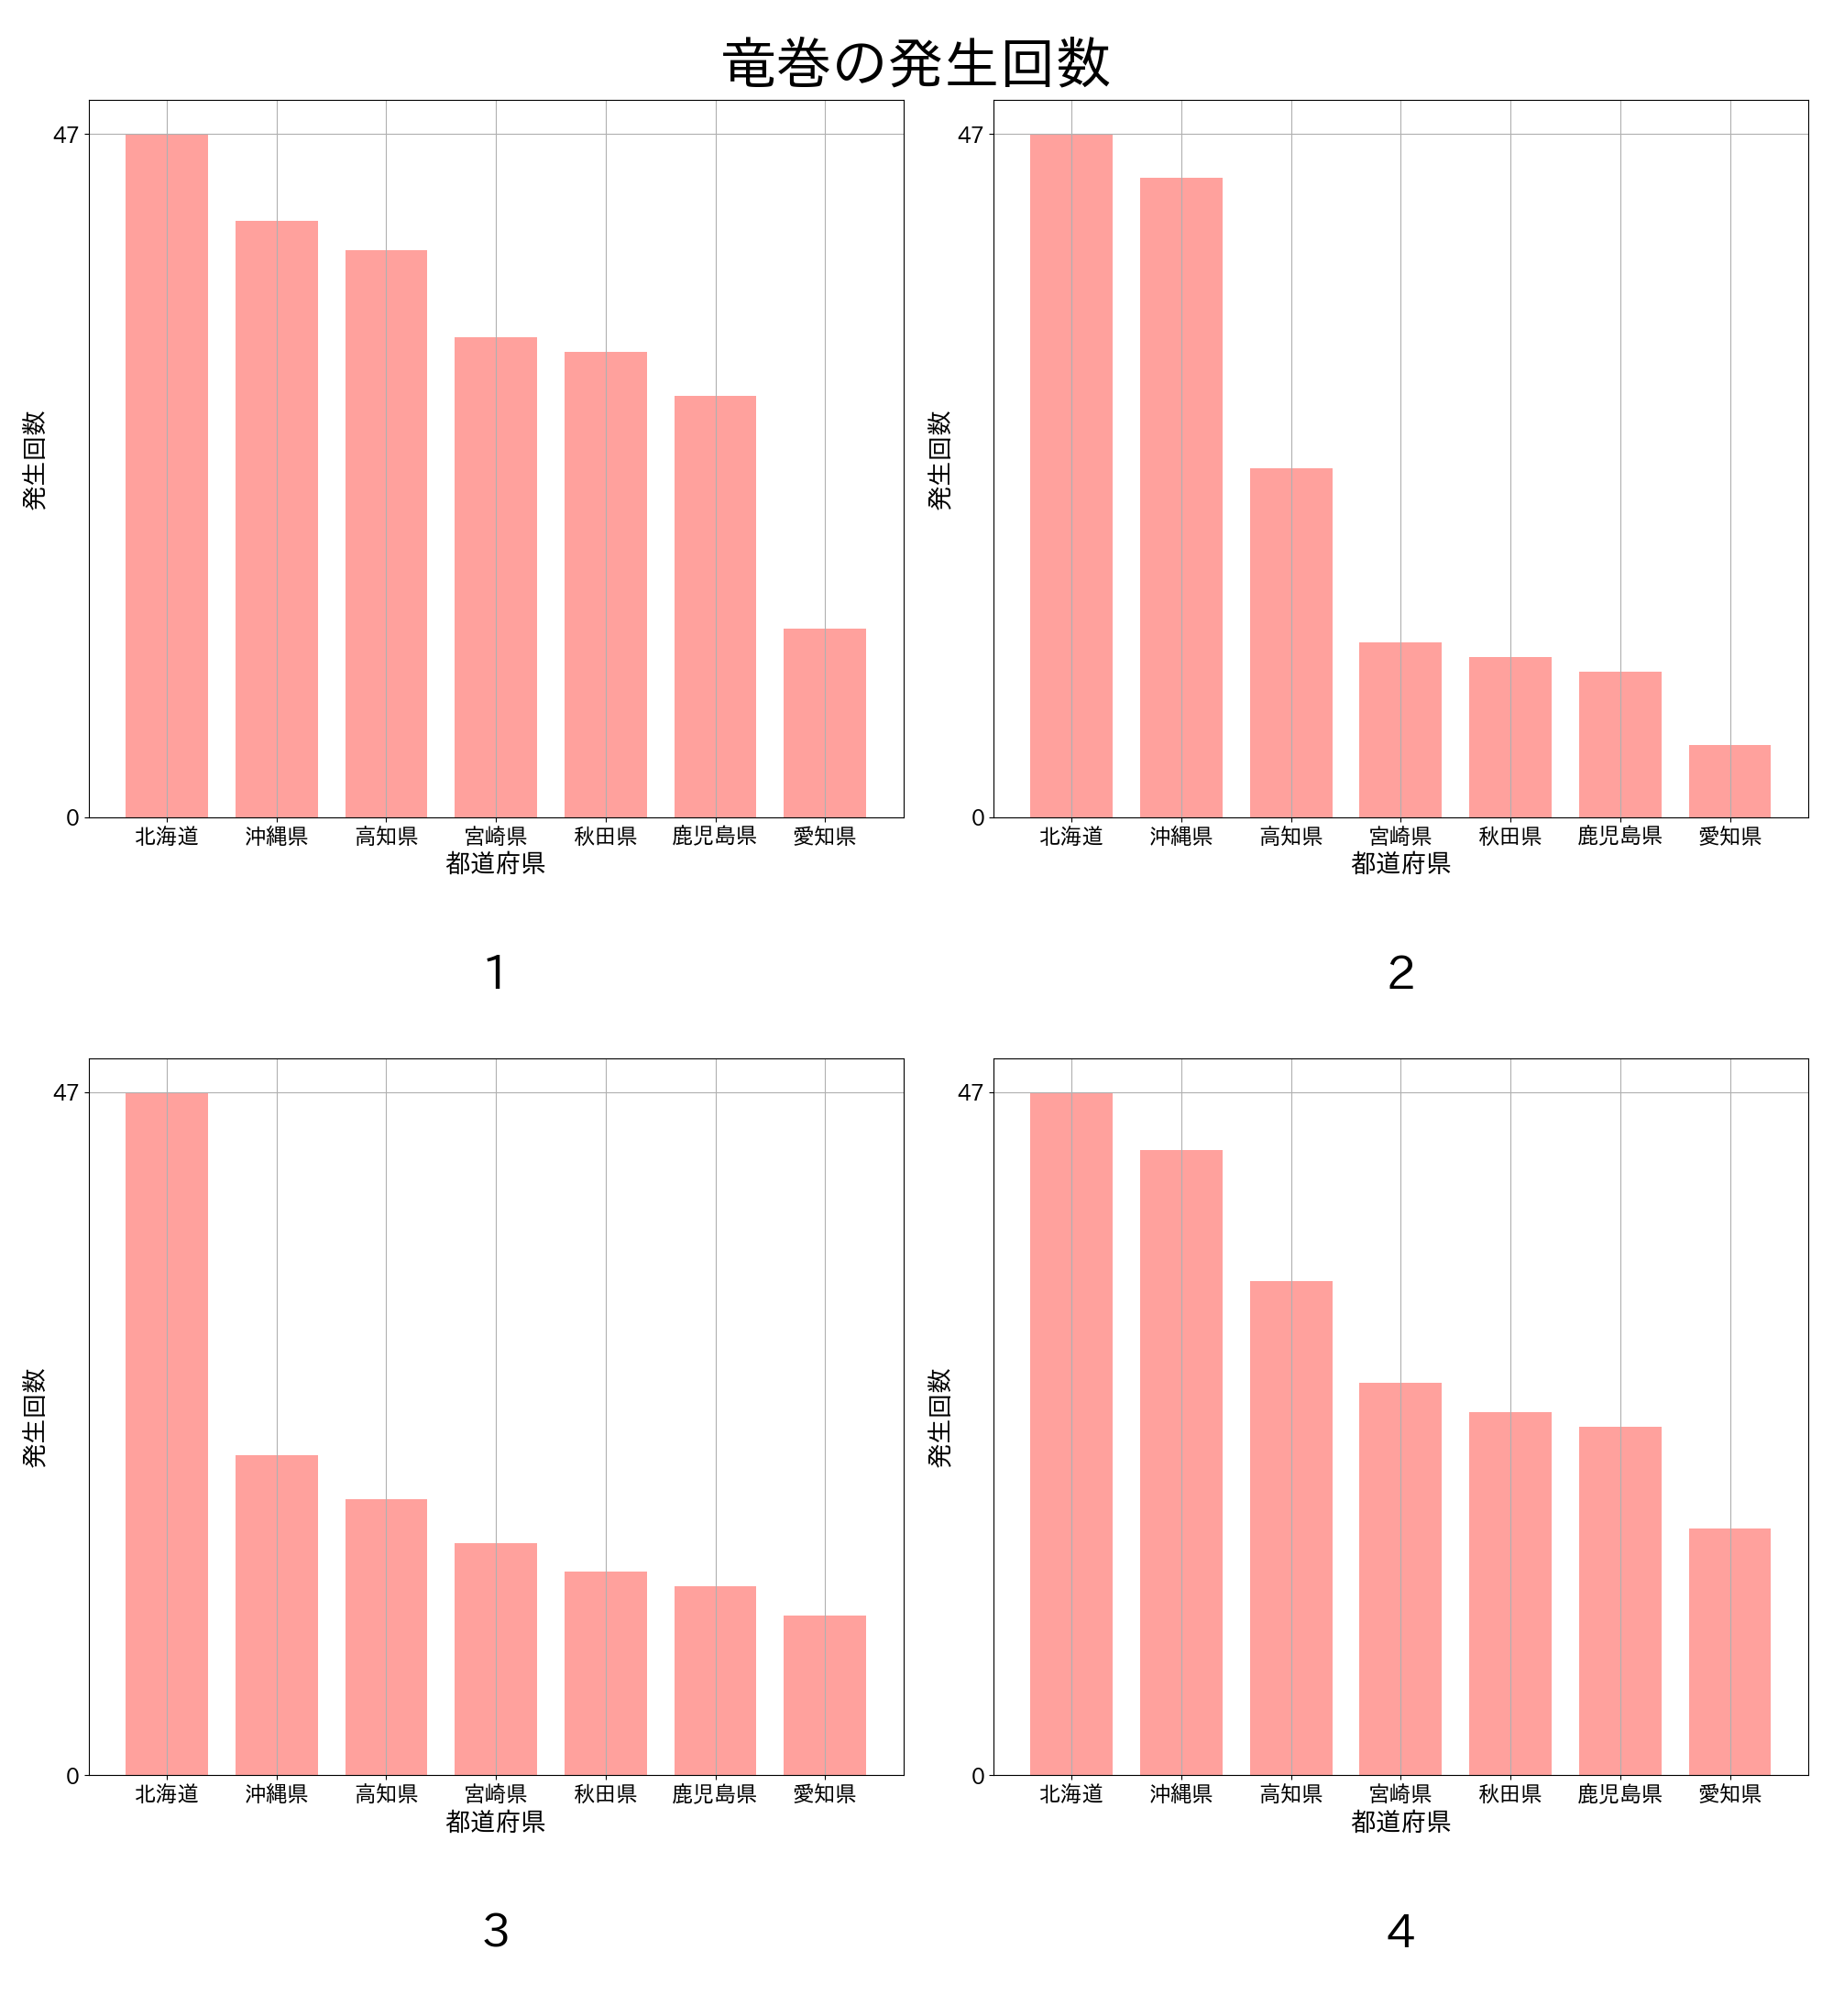 竜巻の発生回数
47
0
発生回数
北海道 沖縄県 高知県 宮崎県 秋田県 鹿児島県 愛知県
都道府県
1
47
0
発生回数
北海道 沖縄県 高知県 宮崎県 秋田県 鹿児島県 愛知県
都道府県
2
47
0
発生回数
北海道 沖縄県 高知県 宮崎県 秋田県 鹿児島県 愛知県
都道府県
3
47
0
発生回数
北海道 沖縄県 高知県 宮崎県 秋田県 鹿児島県 愛知県
都道府県
4